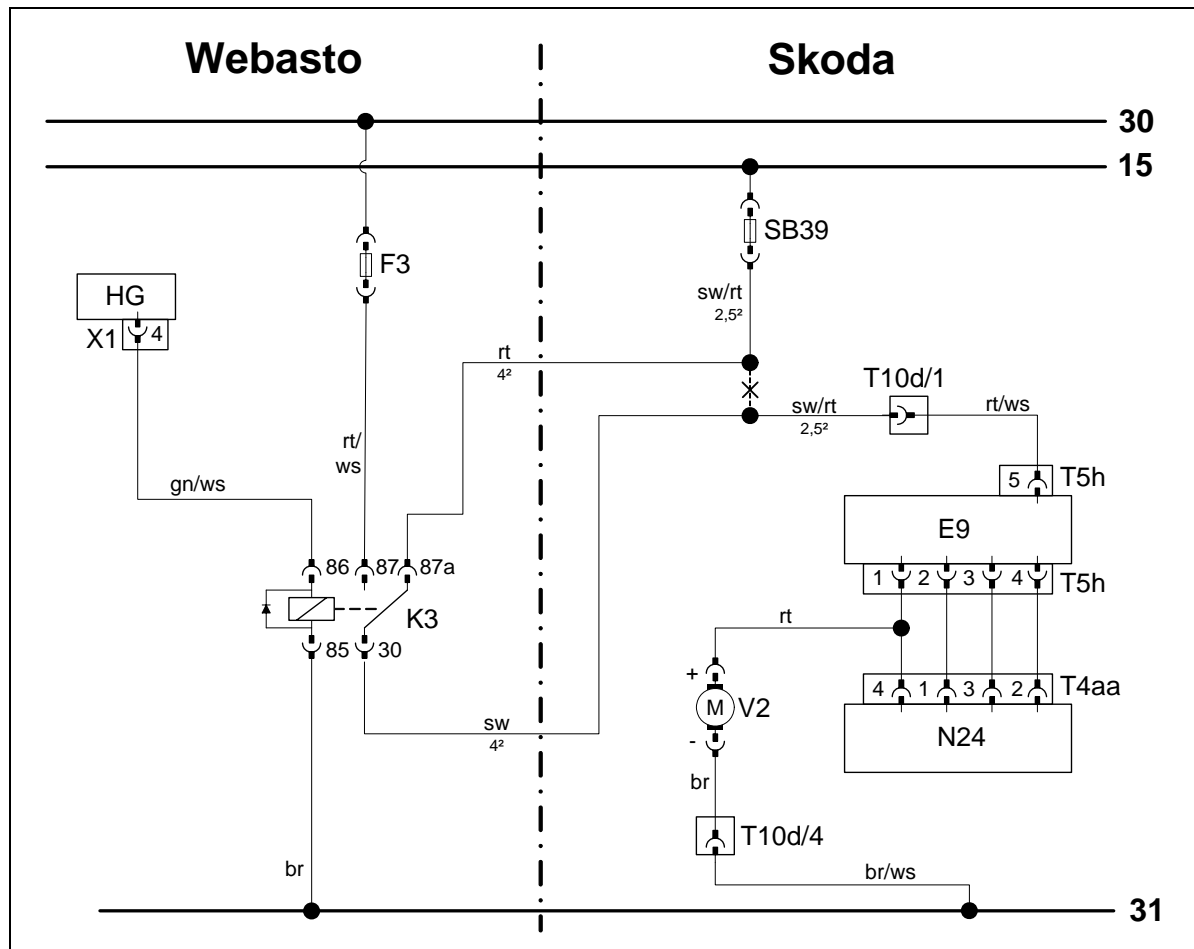 Webasto
Skoda
30
15
SB39
F3
HG
X1
4
sw/rt
2,5²
rt
4²
T10d/1
sw/rt
2,5²
rt/ws
rt/
ws
gn/ws
5
T5h
E9
86
87
87a
1
2
3
4
T5h
K3
rt
85
30
+
4
1
3
2
T4aa
M
V2
sw
4²
-
N24
br
T10d/4
br
br/ws
31